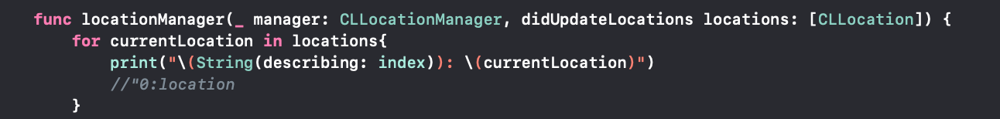 func locationManager(_ manager: CLLocationManager, didUpdateLocations locations: [CLLocation]) {
    for currentLocation in locations{
        print("\(String(describing: index)): \(currentLocation)")
        //"0:location
    }